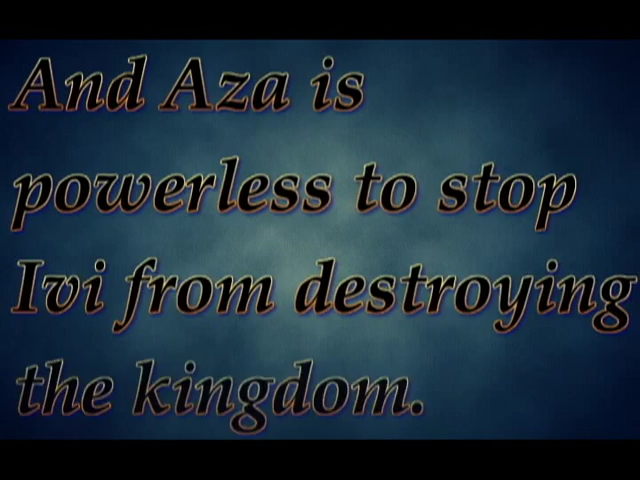 And Aza is
powerless to stop
Ivi from destroying
the kingdom.